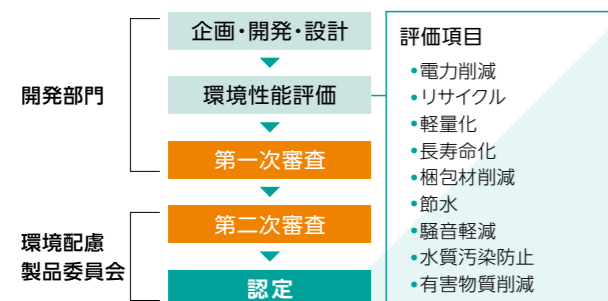 開発部門
企画・開発・設計
環境性能評価
第一次審査
環境配慮
製品委員会
第二次審査
認定
評価項目
•電力削減
•リサイクル
•軽量化
•長寿命化
•梱包材削減
•節水
•騒音軽減
•水質汚染防止
•有害物質削減